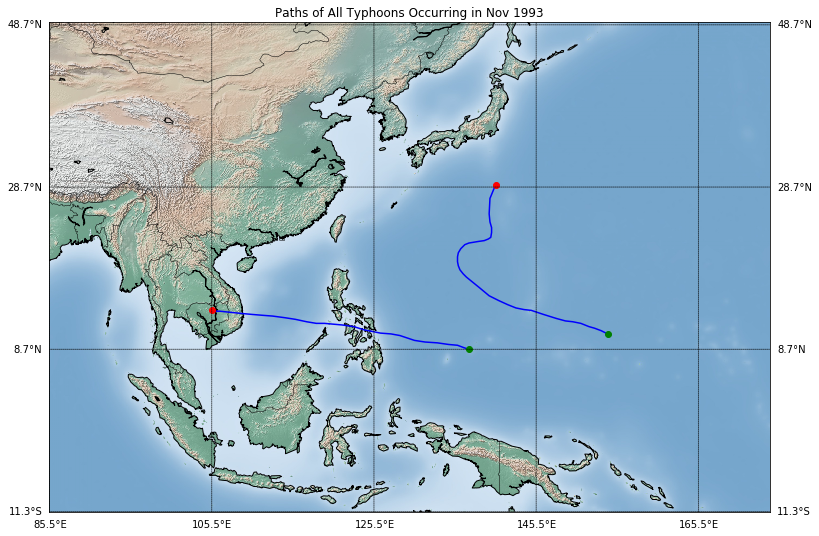 Paths of All Typhoons Occurring in Nov 1993
48.7°N 48.7°N
28.7°N 28.7°N
8.7°N 8.7°N
11.3°S 11.3°S
85.5°E 105.5°E 125.5°E 145.5°E 165.5°E